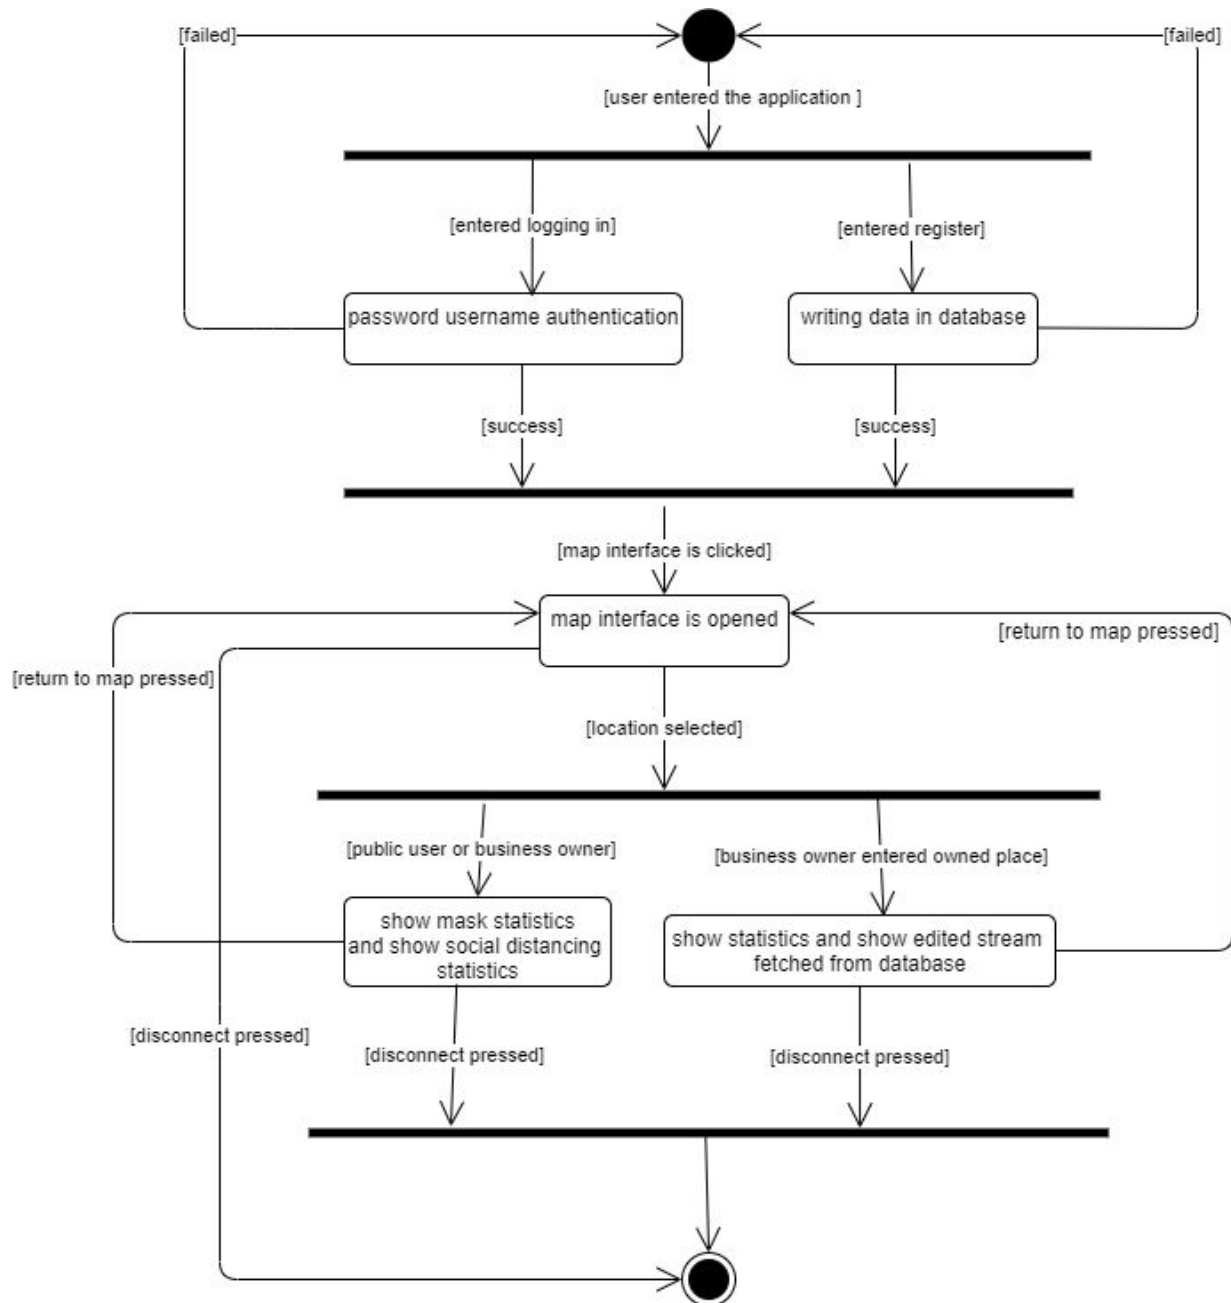 [failed]
[failed]
[user entered the application ]
[entered logging in]
[entered register]
password username authentication
writing data in database
[success]
[success]
[map interface is clicked]
map interface is opened
[return to map pressed]
[return to map pressed]
[location selected]
[public user or business owner]
[business owner entered owned place]
show mask statistics
and show social distancing
statistics
show statistics and show edited stream
fetched from database
[disconnect pressed]
[disconnect pressed]
[disconnect pressed]